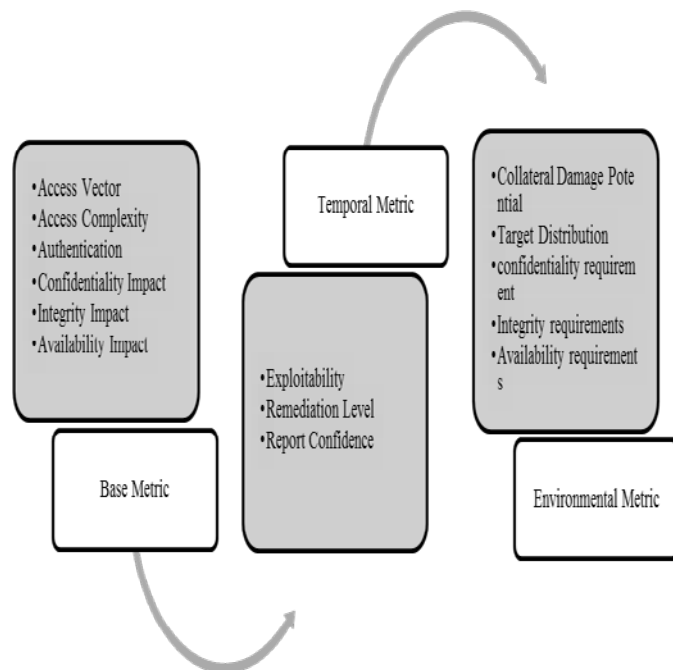 •Access Vector
•Access Complexity
•Authentication
•Confidentiality Impact
•Integrity Impact
•Availability Impact
Base Metric
Temporal Metric
•Exploitability
•Remediation Level
•Report Confidence
•Collateral Damage Pote
ntial
•Target Distribution
•confidentiality requirem
ent
•Integrity requirements
•Availability requirement
s
Environmental Metric